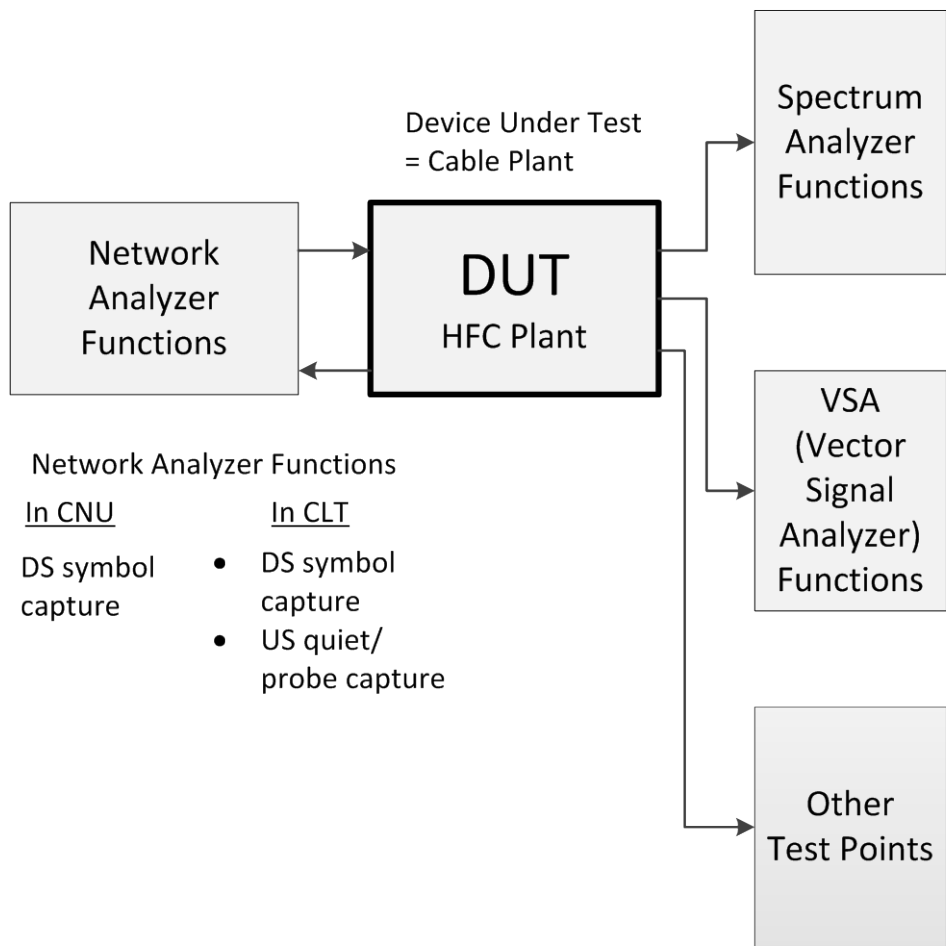 Device Under Test
= Cable Plant
Network
Analyzer
Functions
DUT
HFC Plant
Spectrum
Analyzer
Functions
VSA
(Vector
Signal
Analyzer)
Functions
Other
Test Points
Network Analyzer Functions
In CNU
DS symbol
capture
In CLT
• DS symbol
capture
• US quiet/
probe capture